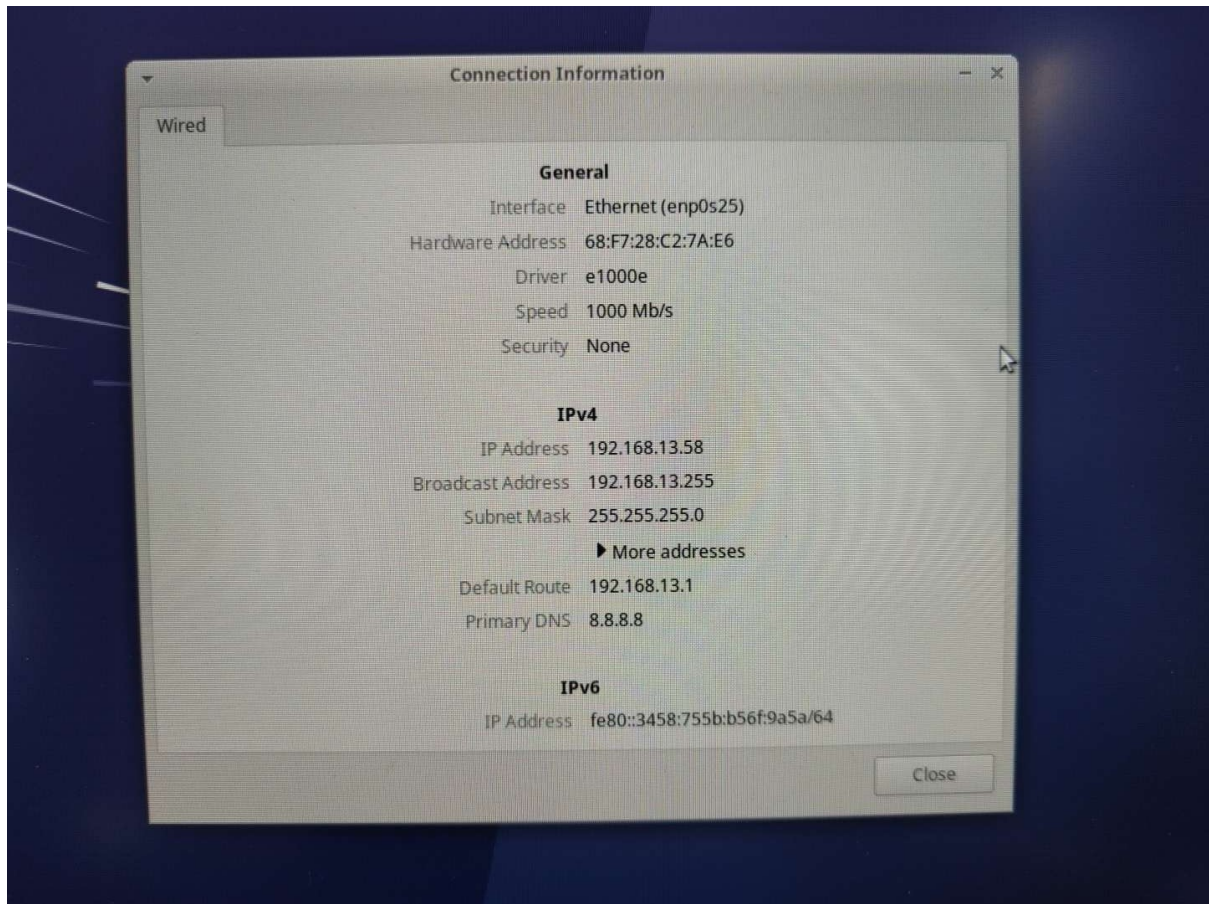 Connection Information
Wired
General
Interface Ethernet (enp0s25)
Hardware Address 68:F7:28:C2:7A:E6
Driver e1000e
Speed 1000 Mb/s
Security None
IPv4
IP Address 192.168.13.58
Broadcast Address 192.168.13.255
Subnet Mask 255.255.255.0
More addresses
Default Route 192.168.13.1
Primary DNS 8.8.8.8
IPv6
IP Address fe80::3458:755b:b56f:9a5a/64
Close